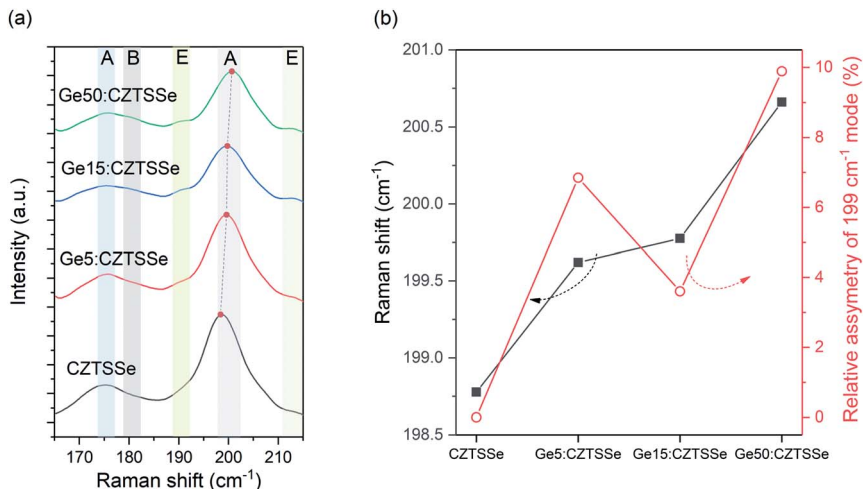 (a)
A B E A E
Ge50:CZTSSe
Ge15:CZTSSe
Ge5:CZTSSe
CZTSSe
Intensity (a.u.)
165 180 190 200 210
Raman shift (cm-1)
(b)
201.0
200.5
200.0
199.5
199.0
198.5
Raman shift (cm-1)
10
8
6
4
2
0
Relative assymetry of 199 cm-1 mode (%)
CZTSSe Ge5:CZTSSe Ge15:CZTSSe Ge50:CZTSSe